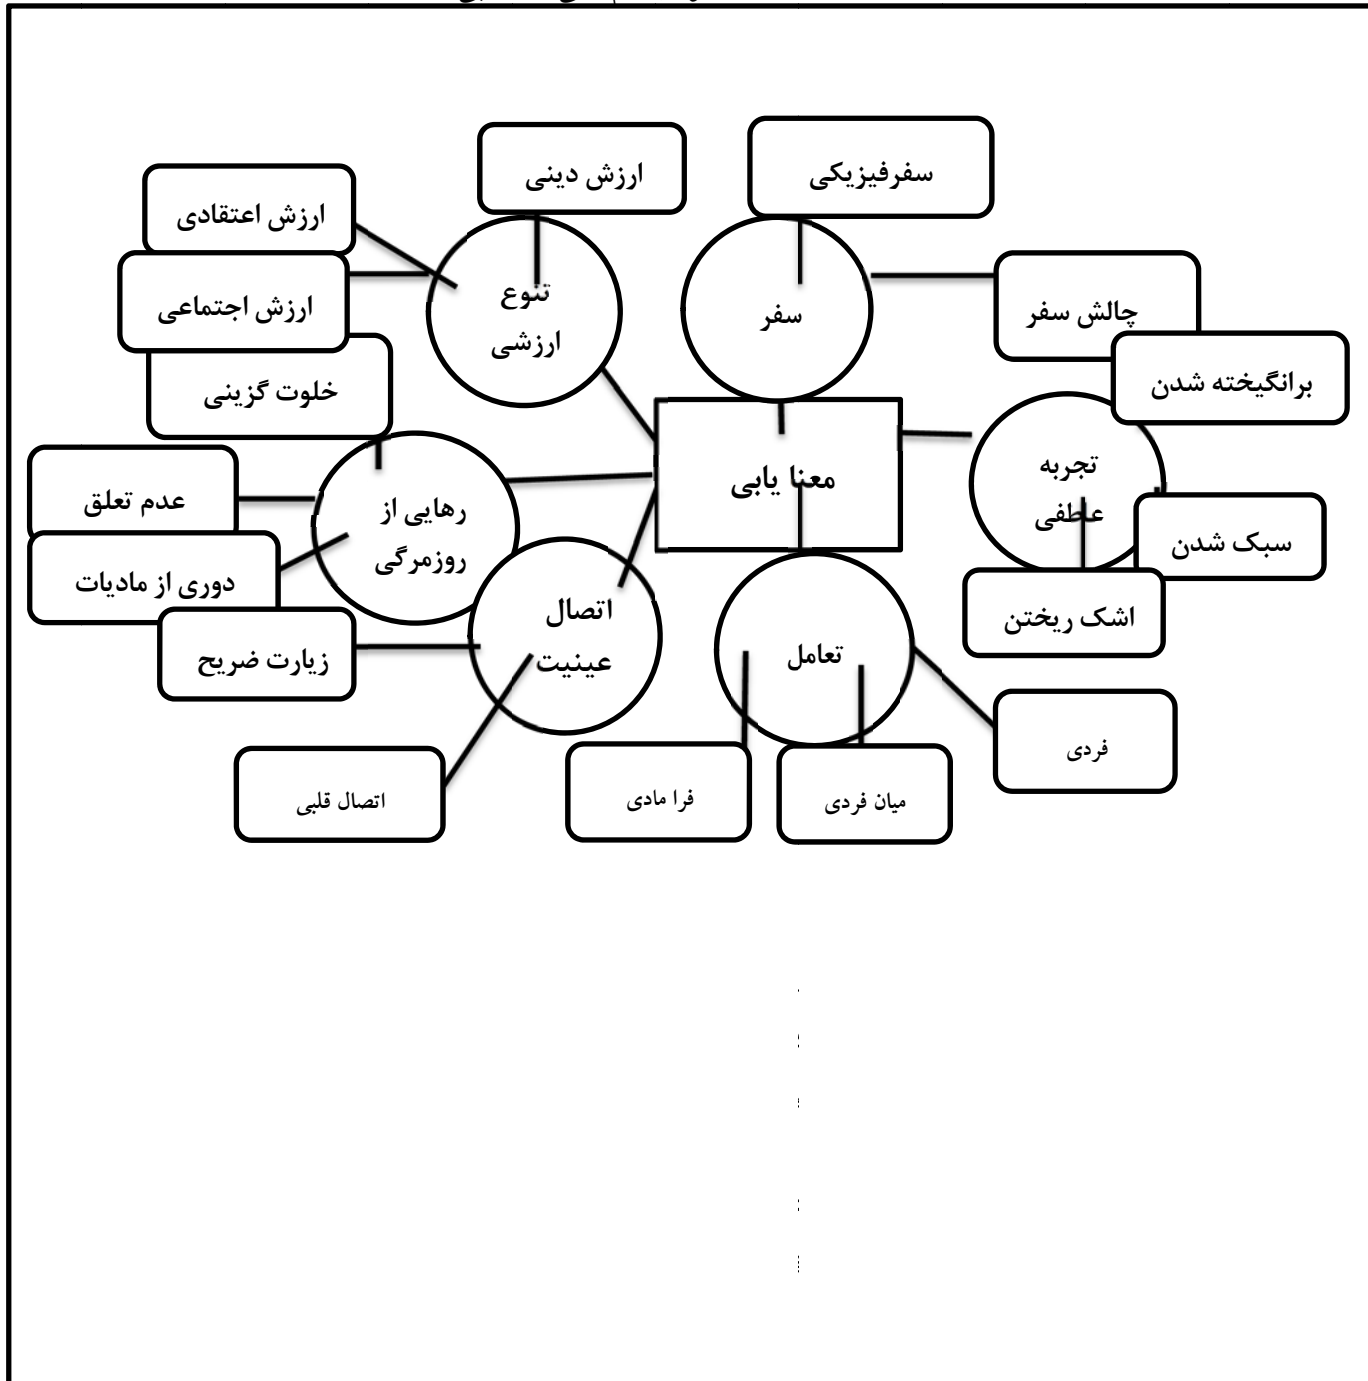 ارزش دینی
سفرفیزیکی
ارزش اعتقادی
ارزش اجتماعی
تنوع
ارزشی
سفر
چالش سفر
برانگیخته شدن
خلوت گزینی
معنا یابی
تجربه
عطفی
عدم تعلق
رهایی از
روزمرگی
سبک شدن
دوری از مادیات
اتصال
عینیت
اشک ریختن
زیارت ضریح
تعامل
فردی
اتصال قلبی
فرا مادی
میان فردی